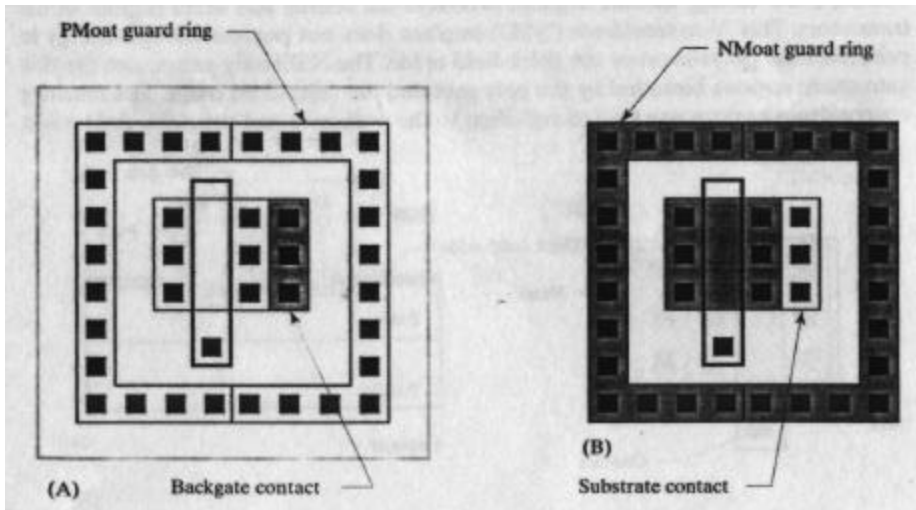 PMoat guard ring
NMoat guard ring
(A)
Backgate contact
(B)
Substrate contact